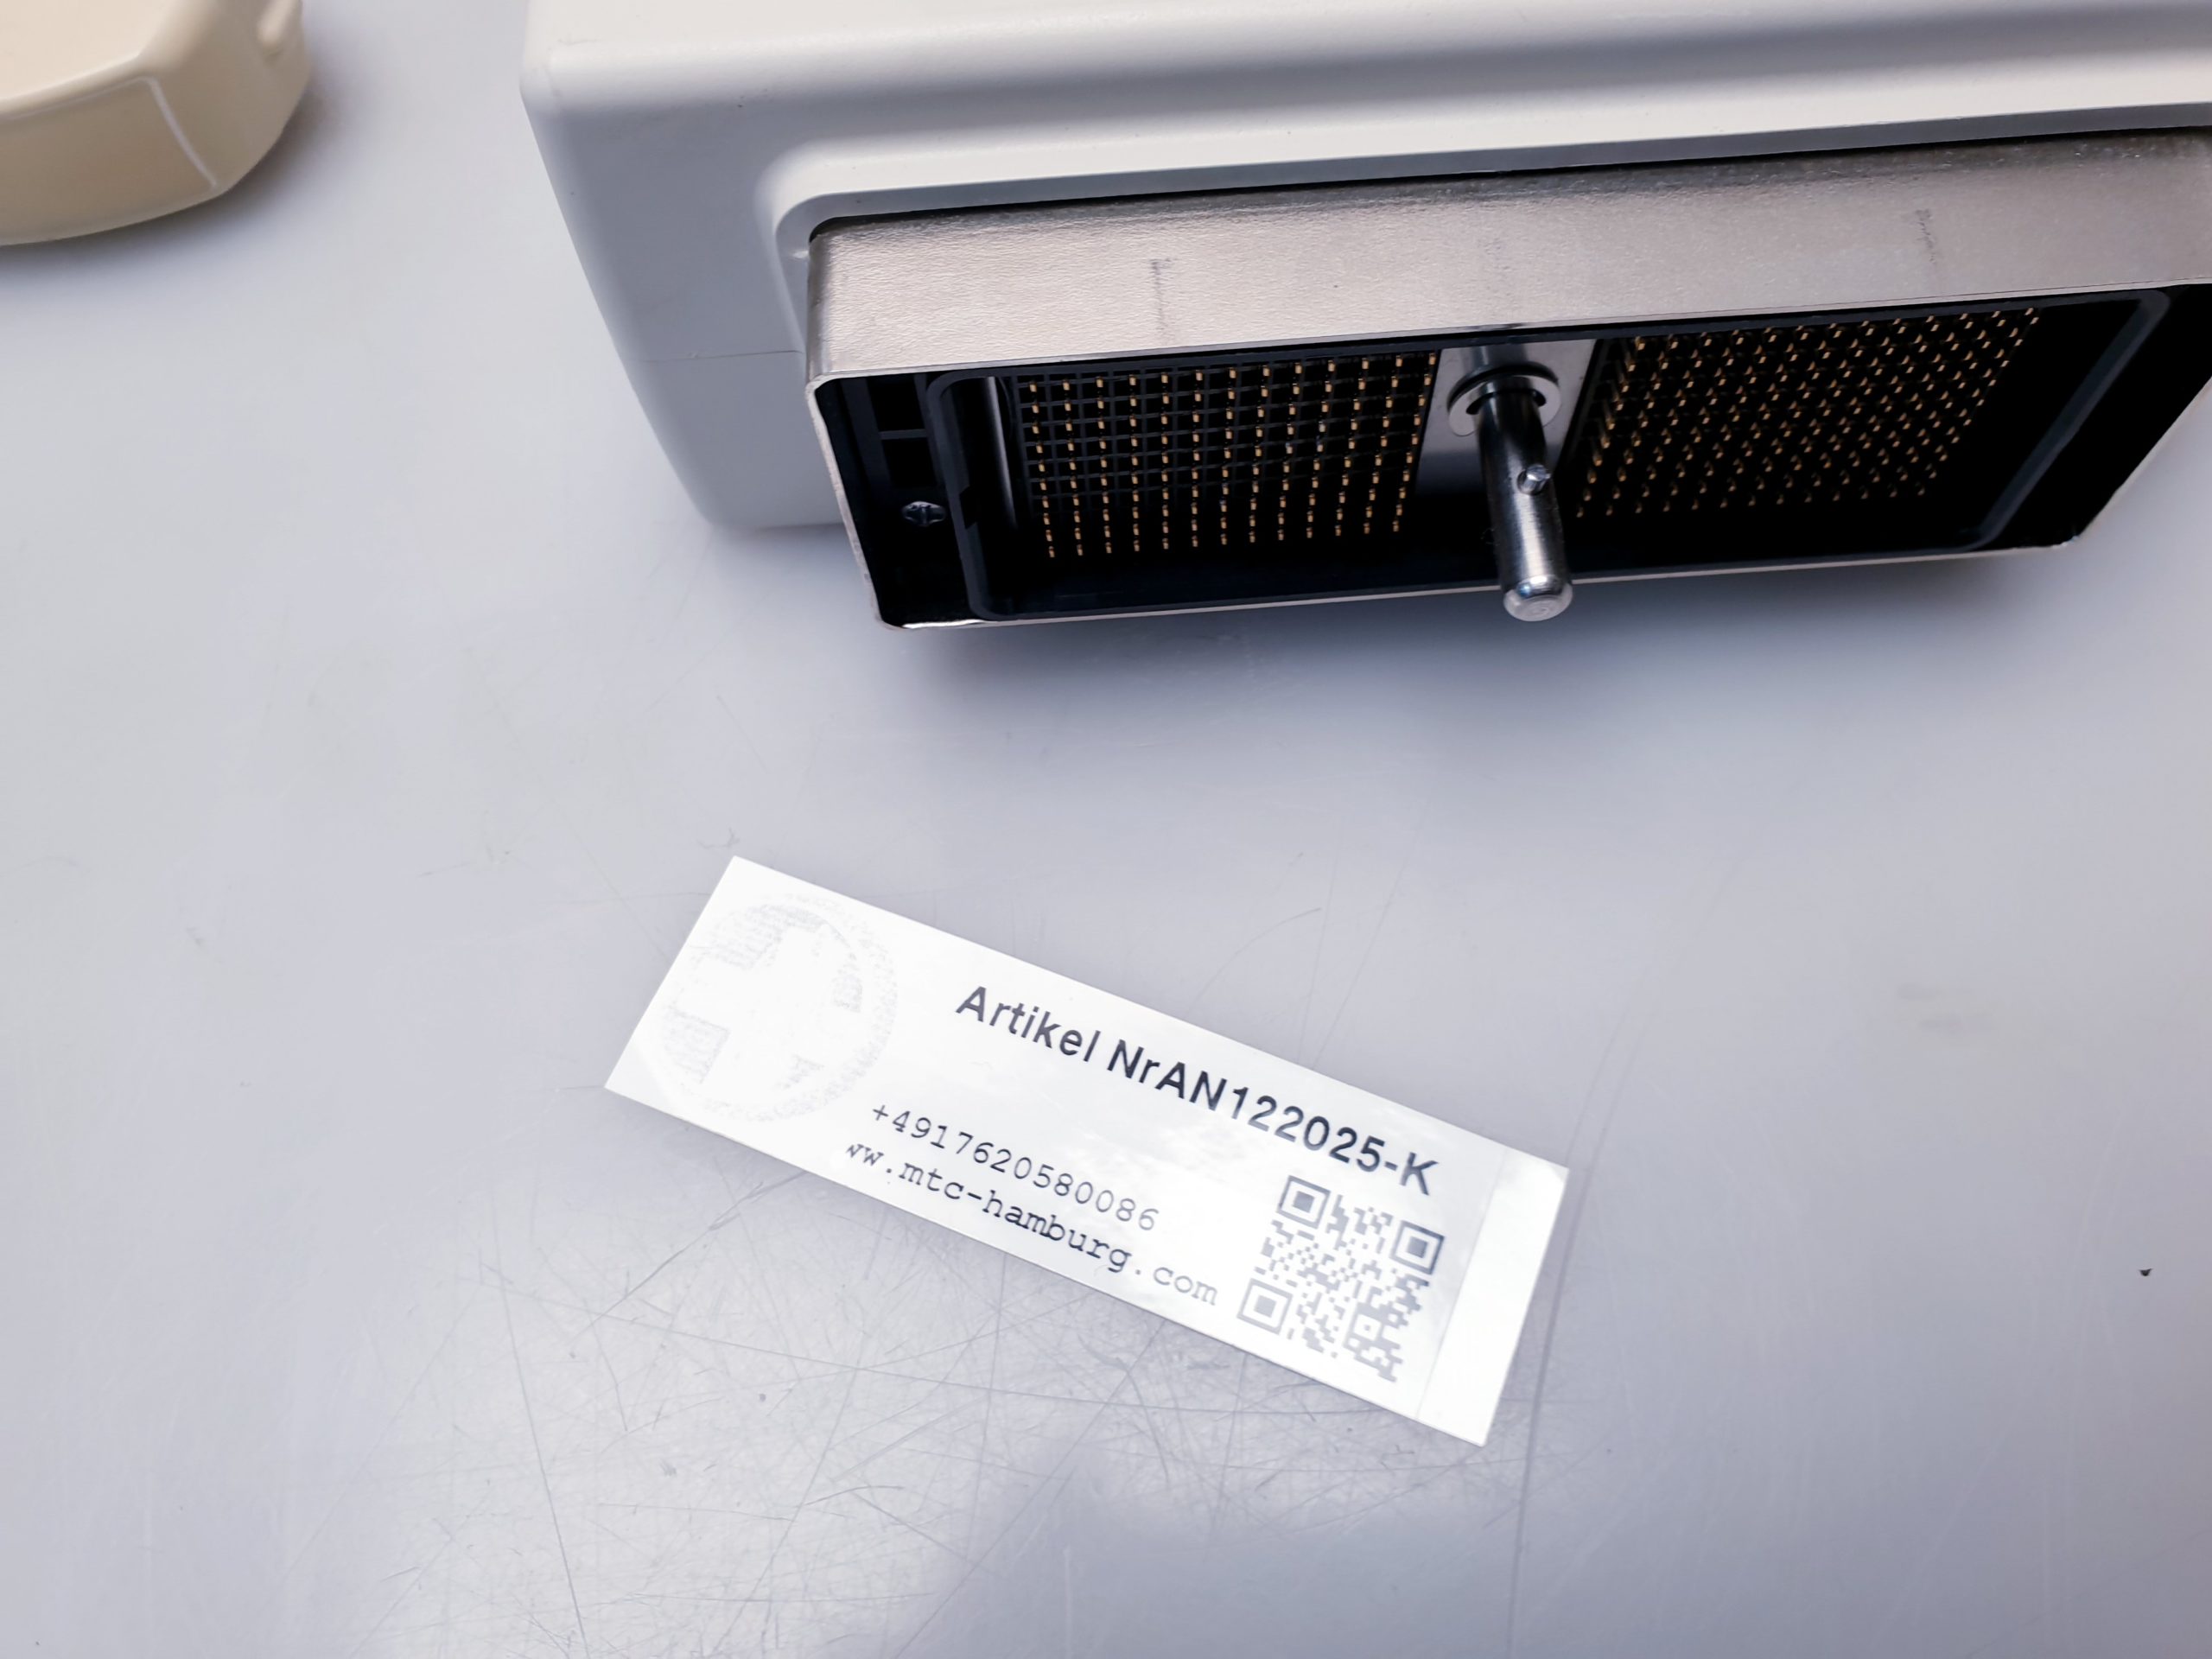 Artikel NrAN122025-K
+4917620580086
ww.mtc-hamburg.com